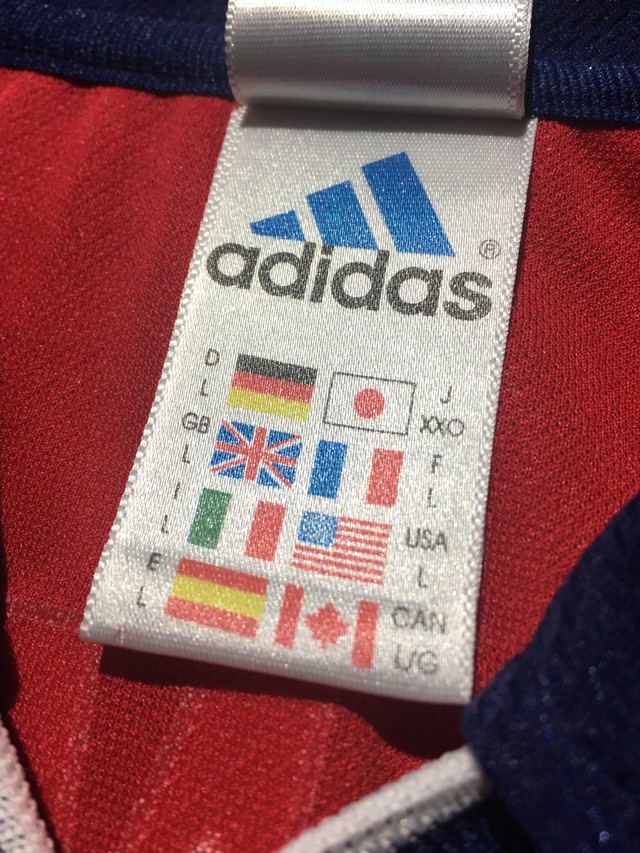 adidas®
D J
L XXO
GB F
L L
I USA
L L
E CAN
L L/G